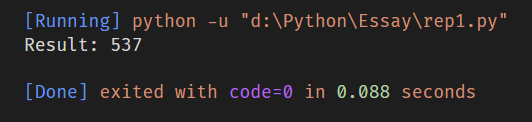 [Running] python -u "d:\Python\Essay\rep1.py"
Result: 537
[Done] exited with code=0 in 0.088 seconds